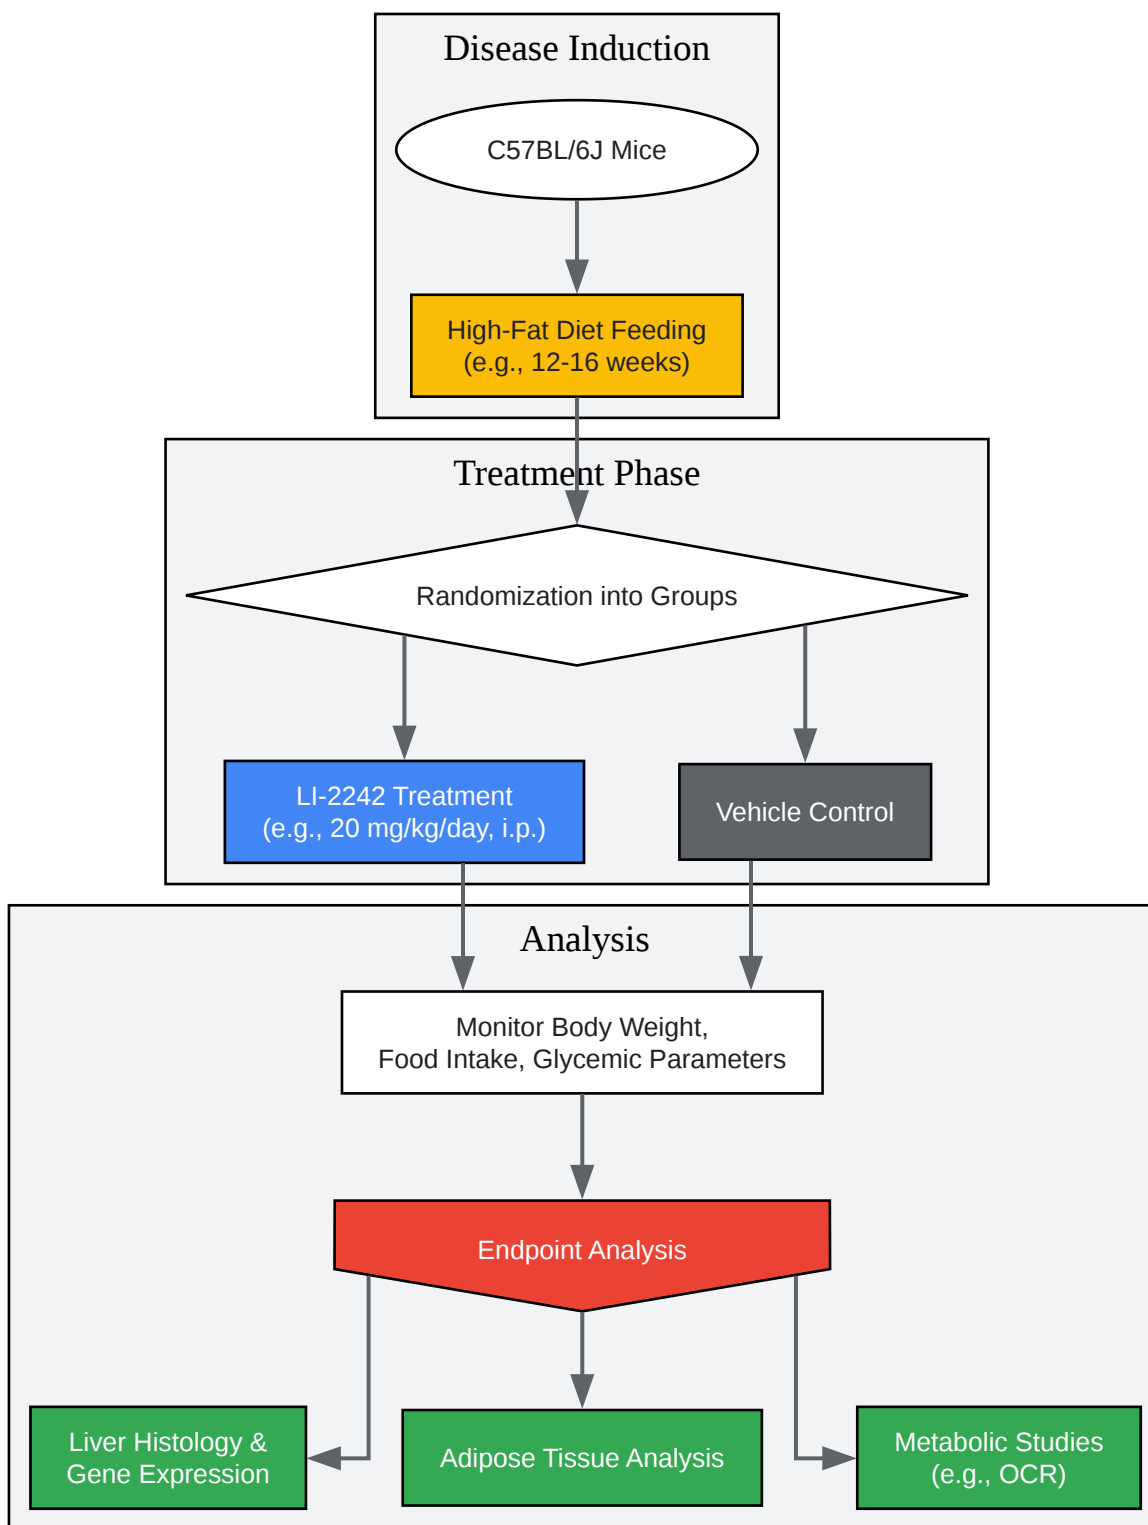 Disease Induction
C57BL/6J Mice
High-Fat Diet Feeding
(e.g., 12-16 weeks)
Treatment Phase
Randomization into Groups
LI-2242 Treatment
(e.g., 20 mg/kg/day, i.p.)
Vehicle Control
Analysis
Monitor Body Weight,
Food Intake, Glycemic Parameters
Endpoint Analysis
Liver Histology &
Gene Expression
Adipose Tissue Analysis
Metabolic Studies
(e.g., OCR)